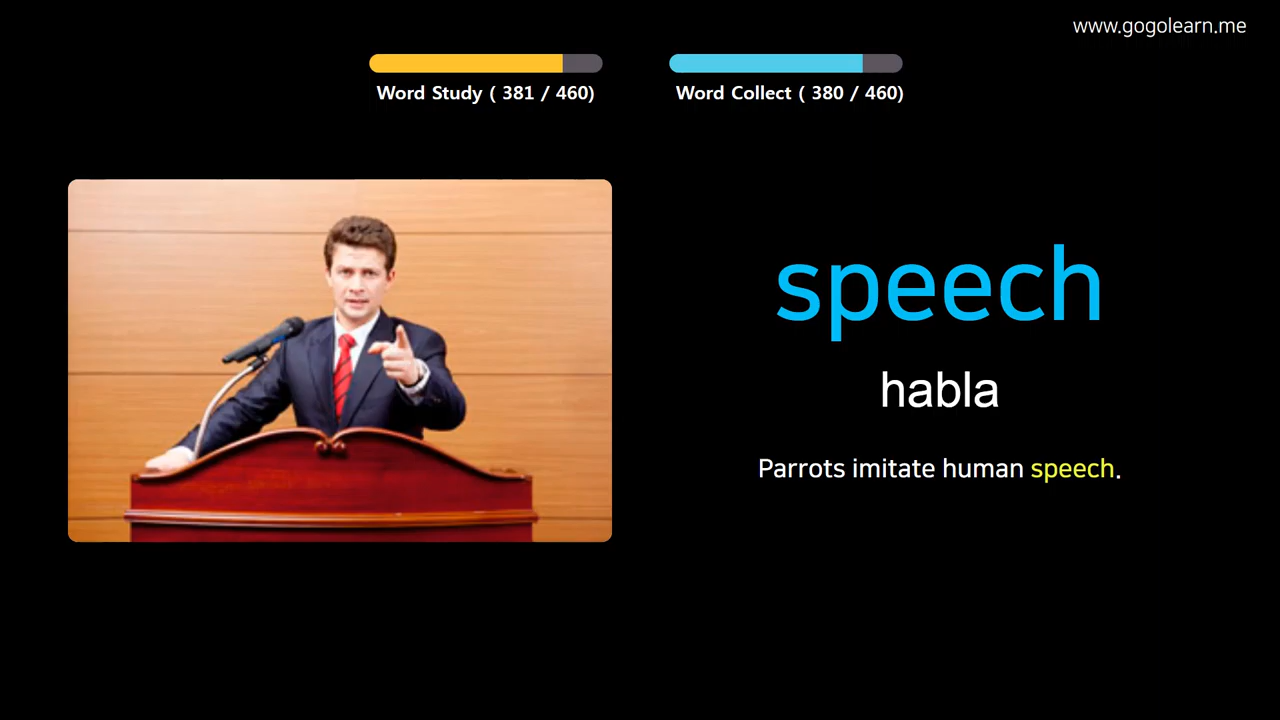 www.gogolearn.me
Word Study ( 381 / 460)
Word Collect ( 380 / 460)
speech
habla
Parrots imitate human speech.